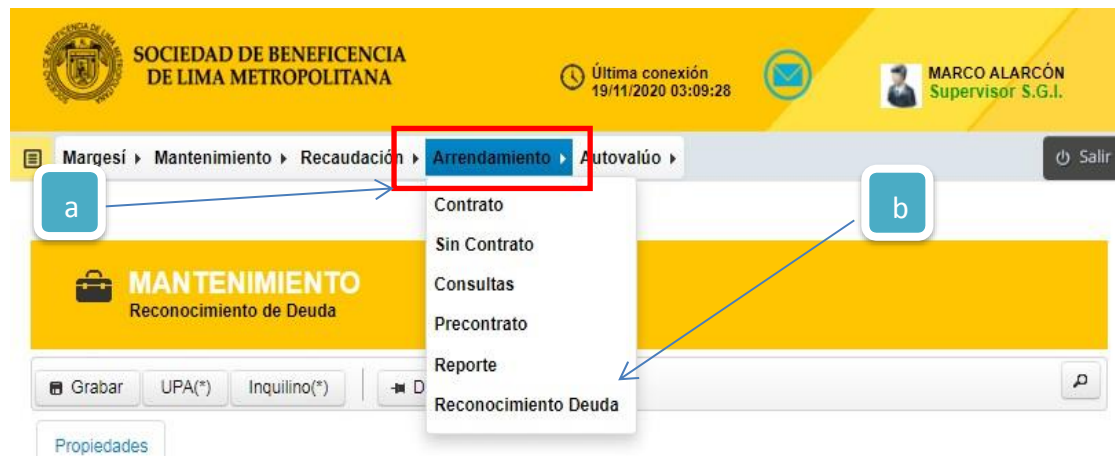 SOCIEDAD DE BENEFICENCIA
DE LIMA METROPOLITANA
Última conexión
19/11/2020 03:09:28
MARCO ALARCÓN
Supervisor S.G.I.
Margesí
Mantenimiento
Recaudación
Arrendamiento
Autovalúo
Salir
a
b
Contrato
Sin Contrato
Consultas
Precontrato
Reporte
Reconocimiento Deuda
MANTENIMIENTO
Reconocimiento de Deuda
Grabar
UPA(*)
Inquilino(*)
D
Propiedades